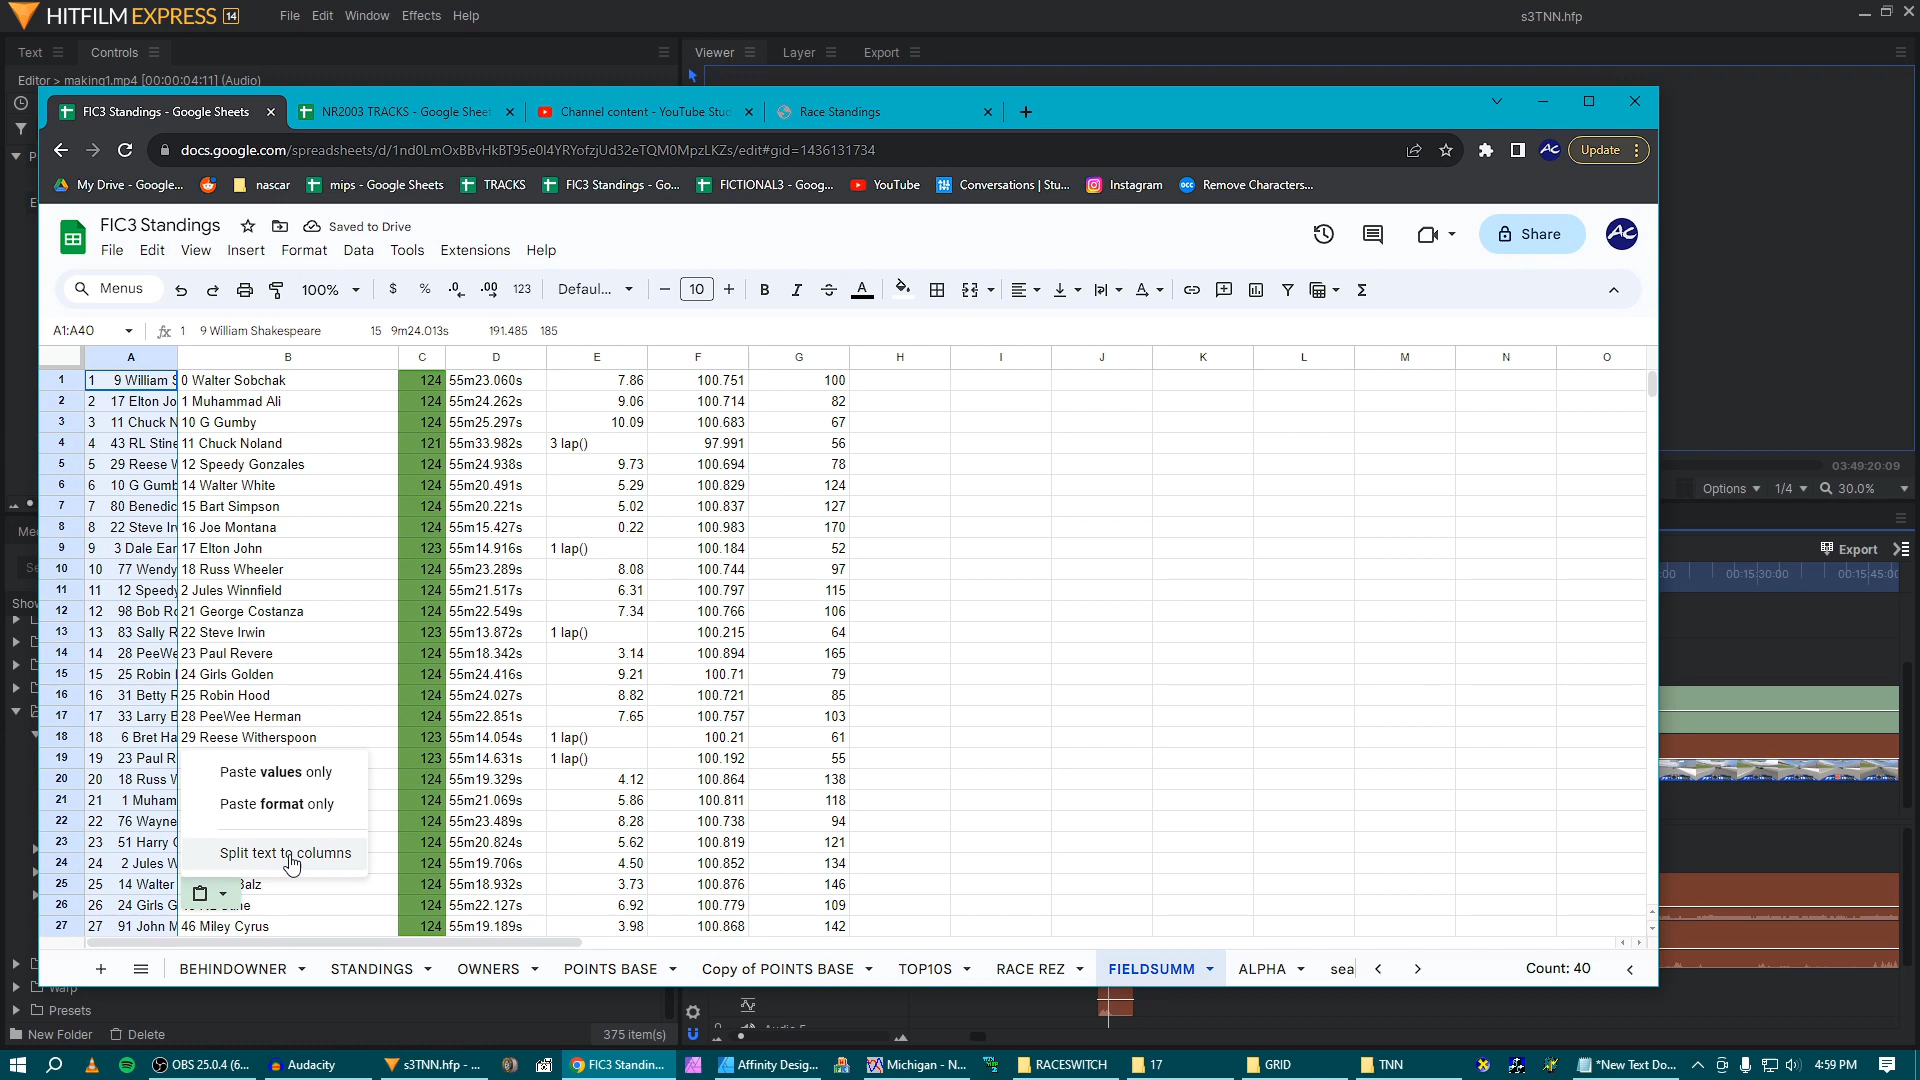 HITFILM EXPRESS 14 File Edit Window Effects Help s3TNN.hfp
Text Controls Viewer Layer Export
Editor > making1.mp4 [00:00:04:11] (Audio)
FIC3 Standings - Google Sheets NR2003 TRACKS - Google Sheet Channel content - YouTube Stu Race Standings
docs.google.com/spreadsheets/d/1nd0LmOxBBvHkBT95e0l4YRYofzjUd32eTQM0MpzLKZs/edit#gid=1436131734 AC Update
My Drive - Google... nascar mips - Google Sheets TRACKS FIC3 Standings - Go... FICTIONAL3 - Goog... YouTube Conversations | Stu... Instagram Remove Characters...
FIC3 Standings Saved to Drive
File Edit View Insert Format Data Tools Extensions Help Share AC
Menus 100% $ % .0 .00 123 Defaul... 10 B I A
A1:A40 fx 1 9 William Shakespeare 15 9m24.013s 191.485 185
A B C D E F G H I J K L M N O
1 1 9 William S 0 Walter Sobchak 124 55m23.060s 7.86 100.751 100
2 2 17 Elton Jo 1 Muhammad Ali 124 55m24.262s 9.06 100.714 82
3 3 11 Chuck N 10 G Gumby 124 55m25.297s 10.09 100.683 67
4 4 43 RL Stine 11 Chuck Noland 121 55m33.982s 3 lap() 97.991 56
5 5 29 Reese W 12 Speedy Gonzales 124 55m24.938s 9.73 100.694 78
6 6 10 G Gumb 14 Walter White 124 55m20.491s 5.29 100.829 124
7 7 80 Benedic 15 Bart Simpson 124 55m20.221s 5.02 100.837 127
8 8 22 Steve Irv 16 Joe Montana 124 55m15.427s 0.22 100.983 170
9 9 3 Dale Ear 17 Elton John 123 55m14.916s 1 lap() 100.184 52
10 10 77 Wendy 18 Russ Wheeler 124 55m23.289s 8.08 100.744 97
11 11 12 Speedy 2 Jules Winnfield 124 55m21.517s 6.31 100.797 115
12 12 98 Bob Ro 21 George Costanza 124 55m22.549s 7.34 100.766 106
13 13 83 Sally R 22 Steve Irwin 123 55m13.872s 1 lap() 100.215 64
14 14 28 PeeWe 23 Paul Revere 124 55m18.342s 3.14 100.894 165
15 15 25 Robin 24 Girls Golden 124 55m24.416s 9.21 100.71 79
16 16 31 Betty R 25 Robin Hood 124 55m24.027s 8.82 100.721 85
17 17 33 Larry B 28 PeeWee Herman 124 55m22.851s 7.65 100.757 103
18 18 6 Bret Ha 29 Reese Witherspoon 123 55m14.054s 1 lap() 100.21 61
19 19 23 Paul R 123 55m14.631s 1 lap() 100.192 55
20 20 18 Russ W 124 55m19.329s 4.12 100.864 138
21 21 1 Muham 124 55m21.069s 5.86 100.811 118
22 22 76 Wayne 124 55m23.489s 8.28 100.738 94
23 23 51 Harry C 124 55m20.824s 5.62 100.819 121
24 24 2 Jules W 124 55m19.706s 4.50 100.852 134
25 25 14 Walter Balz 124 55m18.932s 3.73 100.876 146
26 26 24 Girls G 124 55m22.127s 6.92 100.779 109
27 27 91 John M 46 Miley Cyrus 124 55m19.189s 3.98 100.868 142
Paste values only
Paste format only
Split text to columns
BEHINDOWNER STANDINGS OWNERS POINTS BASE Copy of POINTS BASE TOP10S RACE REZ FIELDSUMM ALPHA sea Count: 40
03:49:20:09
Options 1/4 30.0%
Export
00:15:30:00 00:15:45:00
Presets
New Folder Delete 375 item(s)
OBS 25.0.4 (6... Audacity s3TNN.hfp - ... FIC3 Standin... Affinity Desig... Michigan - N... RACESWITCH 17 GRID TNN *New Text Do... 4:59 PM